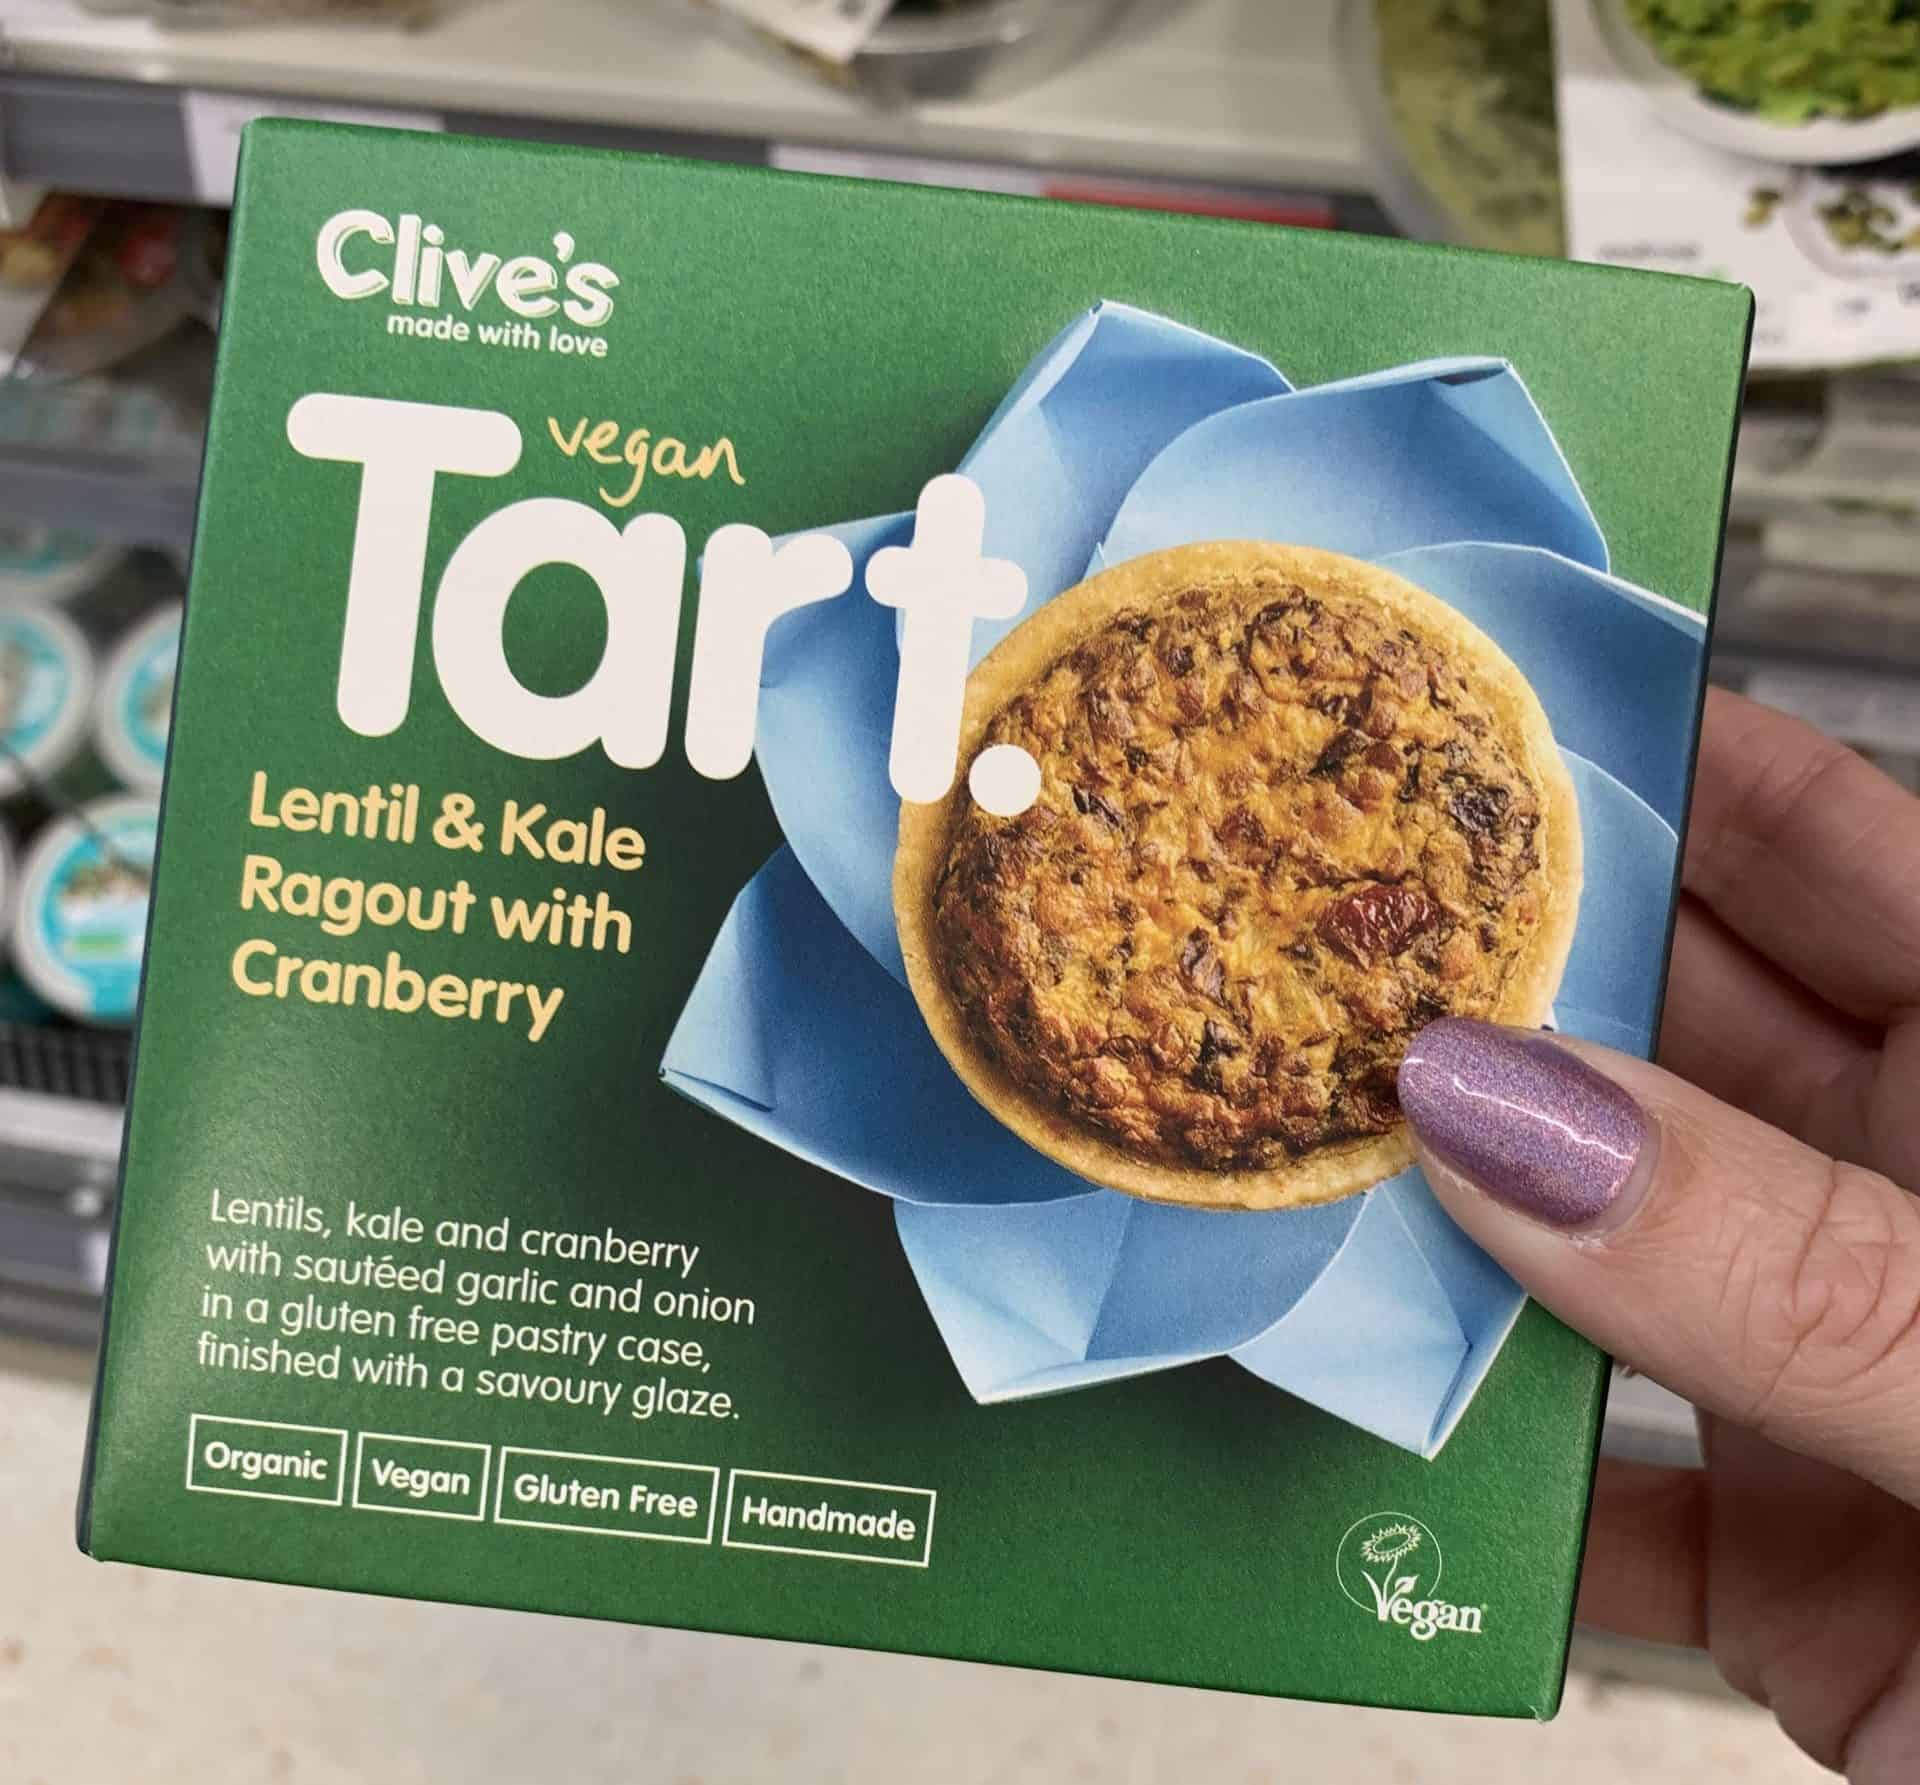 Clive's
made with love
vegan
Tart.
Lentil & Kale
Ragout with
Cranberry
Lentils, kale and cranberry
with sautéed garlic and onion
in a gluten free pastry case,
finished with a savoury glaze.
Organic Vegan Gluten Free Handmade
Vegan